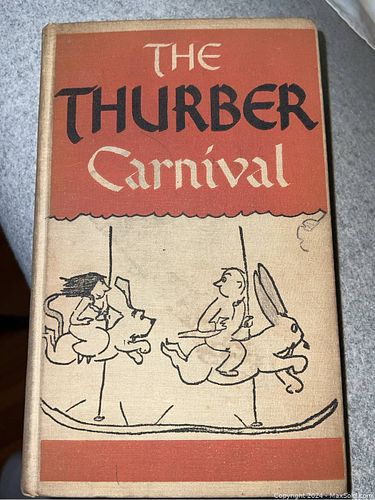 THE
THURBER
Carnival
Copyright 2024 - MaxSold.com